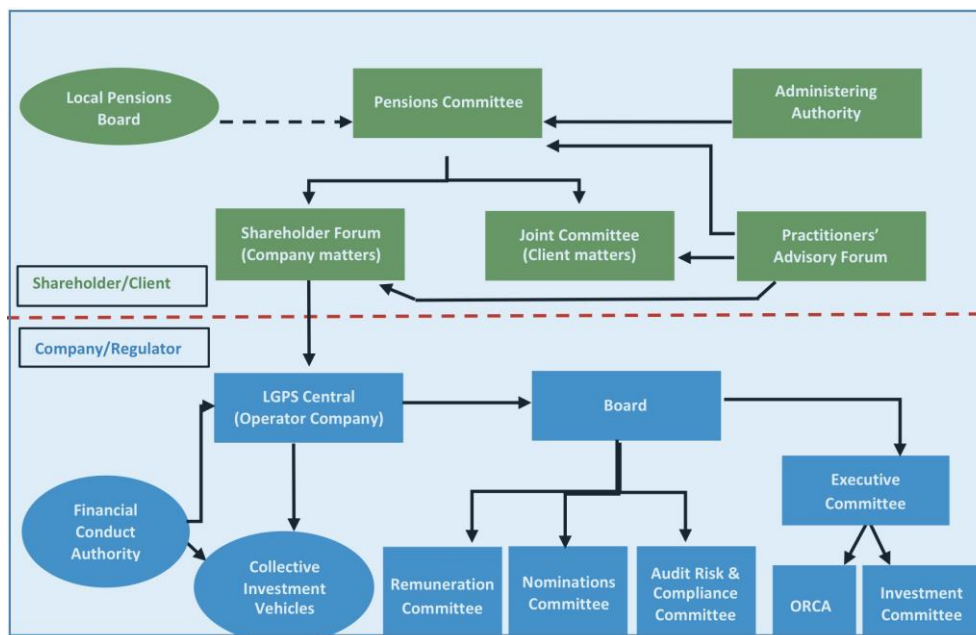 Local Pensions
Board
Pensions Committee
Administering
Authority
Shareholder Forum
(Company matters)
Joint Committee
(Client matters)
Practitioners’
Advisory Forum
Shareholder/Client
Company/Regulator
LGPS Central
(Operator Company)
Board
Executive
Committee
Financial
Conduct
Authority
Collective
Investment
Vehicles
Remuneration
Committee
Nominations
Committee
Audit Risk &
Compliance
Committee
ORCA
Investment
Committee